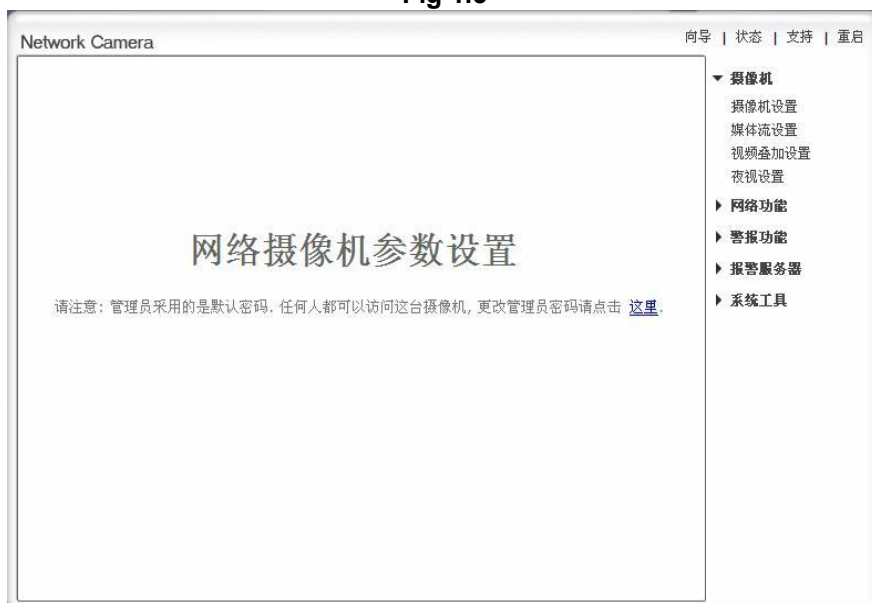 Fig 1.6
Network Camera
向导 | 状态 | 支持 | 重启
网络摄像机参数设置
请注意: 管理员采用的是默认密码. 任何人都可以访问这台摄像机, 更改管理员密码请点击 这里.
摄像机
摄像机设置
媒体流设置
视频叠加设置
夜视设置
网络功能
警报功能
报警服务器
系统工具